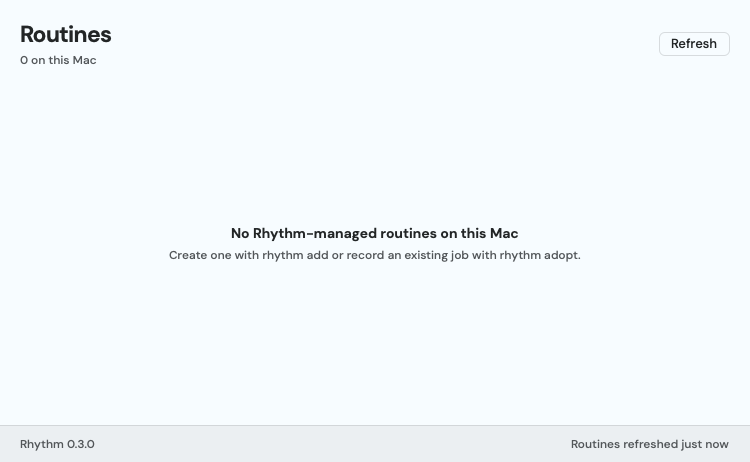 Routines
0 on this Mac
Refresh
No Rhythm-managed routines on this Mac
Create one with rhythm add or record an existing job with rhythm adopt.
Rhythm 0.3.0
Routines refreshed just now